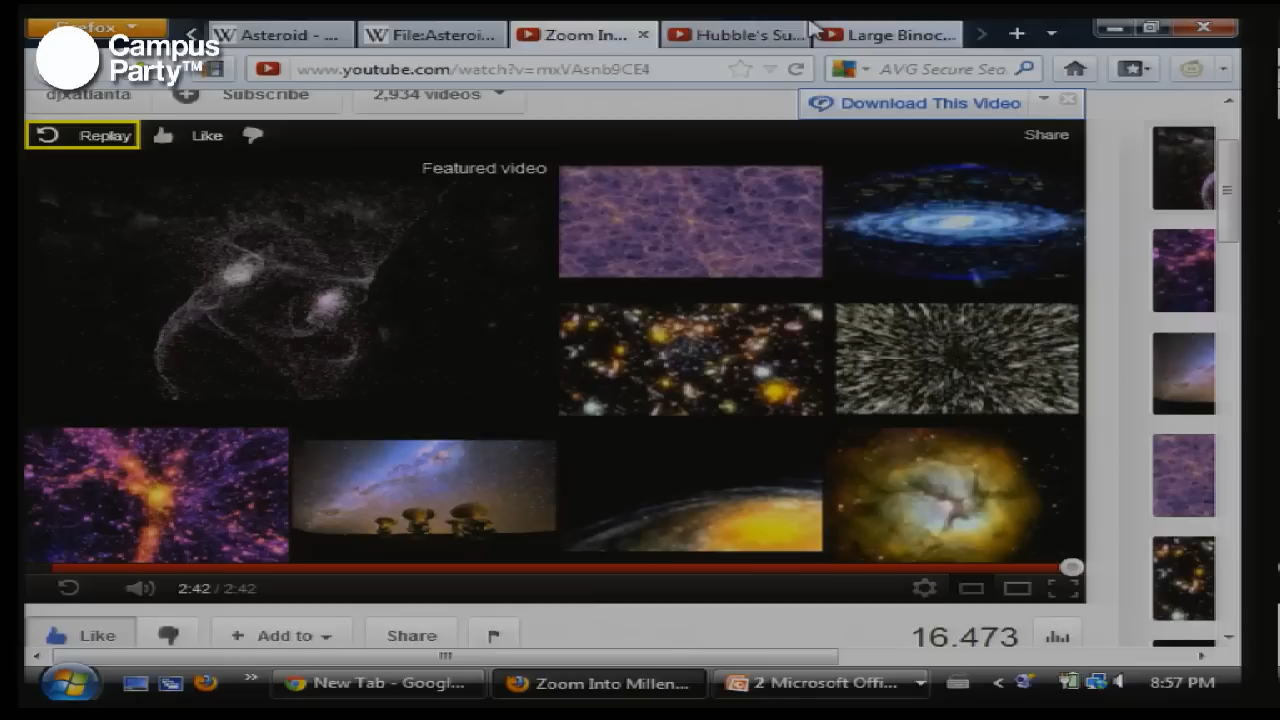 Firefox
Asteroid - ...
File:Asteroi...
Zoom In...
Hubble's Su...
Large Binoc...
Campus
Party™
www.youtube.com/watch?v=mxVAsnb9CE4
AVG Secure Sea
djxatlanta
Subscribe
2,934 videos
Download This Video
Replay
Like
Share
Featured video
2:42 / 2:42
Like
Add to
Share
16.473
New Tab - Googl...
Zoom Into Millen...
2 Microsoft Offi...
8:57 PM